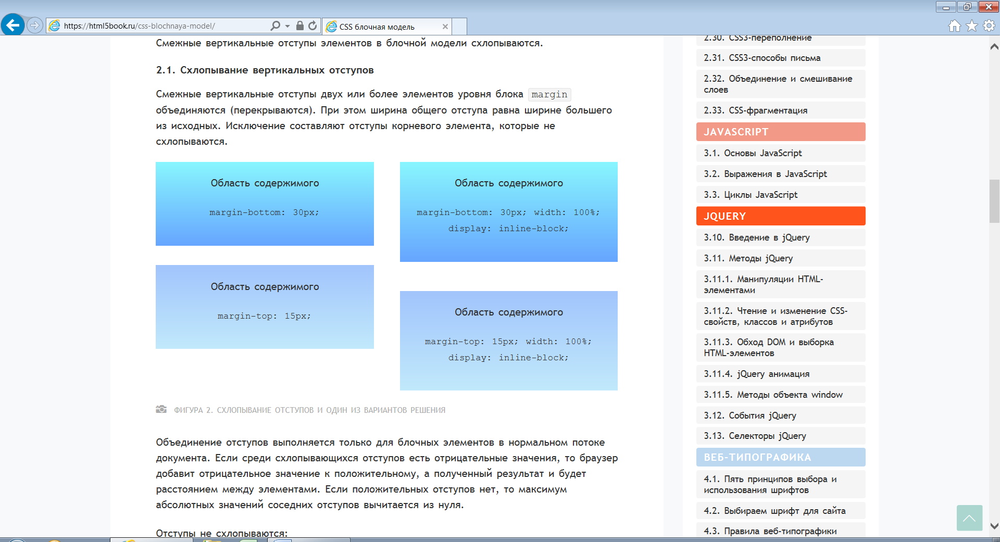 https://html5book.ru/css-blochnaya-model/
CSS блочная модель
Смежные вертикальные отступы элементов в блочной модели схлопываются.
2.1. Схлопывание вертикальных отступов
Смежные вертикальные отступы двух или более элементов уровня блока margin
объединяются (перекрываются). При этом ширина общего отступа равна ширине большего
из исходных. Исключение составляют отступы корневого элемента, которые не
схлопываются.
Область содержимого
margin-bottom: 30px;
Область содержимого
margin-top: 15px;
Область содержимого
margin-bottom: 30px; width: 100%;
display: inline-block;
Область содержимого
margin-top: 15px; width: 100%;
display: inline-block;
ФИГУРА 2. СХЛОПЫВАНИЕ ОТСТУПОВ И ОДИН ИЗ ВАРИАНТОВ РЕШЕНИЯ
Объединение отступов выполняется только для блочных элементов в нормальном потоке
документа. Если среди схлопывающихся отступов есть отрицательные значения, то браузер
добавит отрицательное значение к положительному, а полученный результат и будет
расстоянием между элементами. Если положительных отступов нет, то максимум
абсолютных значений соседних отступов вычитается из нуля.
Отступы не схлопываются:
2.30. CSS3-переполнение
2.31. CSS3-способы письма
2.32. Объединение и смешивание
слоев
2.33. CSS-фрагментация
JAVASCRIPT
3.1. Основы JavaScript
3.2. Выражения в JavaScript
3.3. Циклы JavaScript
JQUERY
3.10. Введение в jQuery
3.11. Методы jQuery
3.11.1. Манипуляции HTML-
элементами
3.11.2. Чтение и изменение CSS-
свойств, классов и атрибутов
3.11.3. Обход DOM и выборка
HTML-элементов
3.11.4. jQuery анимация
3.11.5. Методы объекта window
3.12. События jQuery
3.13. Селекторы jQuery
ВЕБ-ТИПОГРАФИКА
4.1. Пять принципов выбора и
использования шрифтов
4.2. Выбираем шрифт для сайта
4.3. Правила веб-типографики